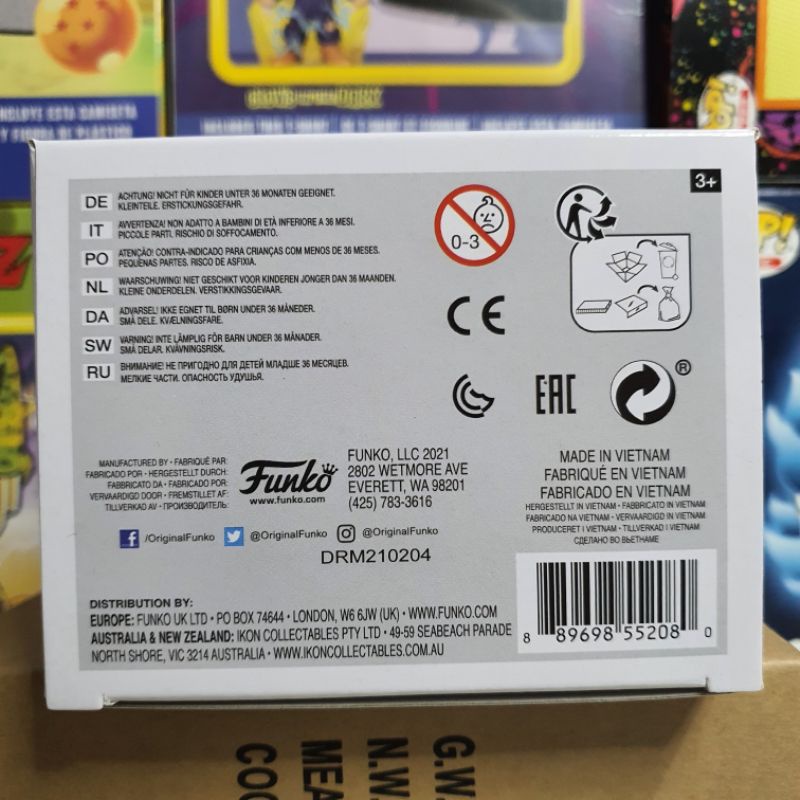 INCLUYE ESTA CAMISETA
Y FIGURA DE PLÁSTICO
3+
DE ACHTUNG! NICHT FÜR KINDER UNTER 36 MONATEN GEEIGNET.
KLEINTEILE. ERSTICKUNGSGEFAHR.
IT AVVERTENZA! NON ADATTO A BAMBINI DI ETÀ INFERIORE A 36 MESI.
PICCOLE PARTI. RISCHIO DI SOFFOCAMENTO.
PO ATENÇÃO! CONTRA-INDICADO PARA CRIANÇAS COM MENOS DE 36 MESES.
PEQUENAS PARTES. RISCO DE ASFIXIA.
NL WAARSCHUWING! NIET GESCHIKT VOOR KINDEREN JONGER DAN 36 MAANDEN.
KLEINE ONDERDELEN. VERSTIKKINGSGEVAAR.
DA ADVARSEL! IKKE EGNET TIL BØRN UNDER 36 MÅNEDER.
SMÅ DELE. KVÆLNINGSFARE.
SW VARNING! INTE LÄMPLIG FÖR BARN UNDER 36 MÅNADER.
SMÅ DELAR. KVÄVNINGSRISK.
RU ВНИМАНИЕ! НЕ ПРИГОДНО ДЛЯ ДЕТЕЙ МЛАДШЕ 36 МЕСЯЦЕВ.
МЕЛКИЕ ЧАСТИ. ОПАСНОСТЬ УДУШЬЯ.
0-3
CE
EAC
®
MANUFACTURED BY • FABRIQUÉ PAR:
FABRICADO POR • HERGESTELLT DURCH:
FABBRICATO DA • FABRICADO POR:
VERVAARDIGD DOOR • FREMSTILLET AF:
TILLVERKAD AV • ПРОИЗВОДИТЕЛЬ:
Funko
www.funko.com
FUNKO, LLC 2021
2802 WETMORE AVE
EVERETT, WA 98201
(425) 783-3616
MADE IN VIETNAM
FABRIQUÉ EN VIETNAM
FABRICADO EN VIETNAM
HERGESTELLT IN VIETNAM • FABBRICATO IN VIETNAM
FABRICADO NA VIETNAM • VERVAARDIGD IN VIETNAM
PRODUCERET I VIETNAM • TILLVERKAD I VIETNAM
СДЕЛАНО ВО ВЬЕТНАМЕ
/OriginalFunko @OriginalFunko @OriginalFunko
DRM210204
DISTRIBUTION BY:
EUROPE: FUNKO UK LTD • PO BOX 74644 • LONDON, W6 6JW (UK) • WWW.FUNKO.COM
AUSTRALIA & NEW ZEALAND: IKON COLLECTABLES PTY LTD • 49-59 SEABEACH PARADE
NORTH SHORE, VIC 3214 AUSTRALIA • WWW.IKONCOLLECTABLES.COM.AU
8 89698 55208 0
G.W.
N.W.
MEA
COU